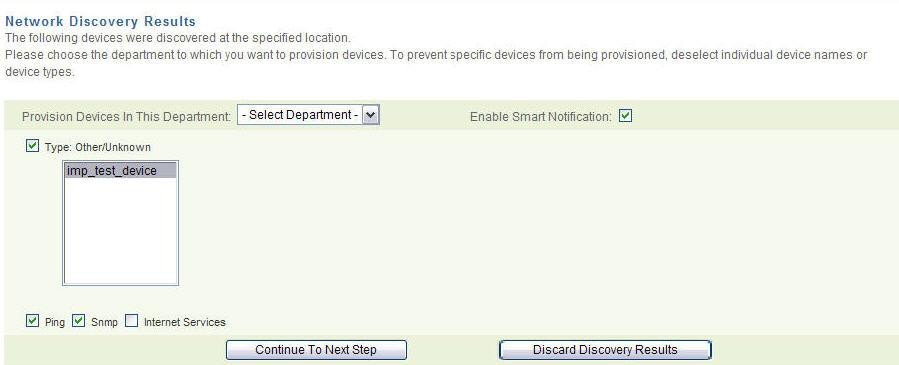 Network Discovery Results
The following devices were discovered at the specified location.
Please choose the department to which you want to provision devices. To prevent specific devices from being provisioned, deselect individual device names or
device types.
Provision Devices In This Department: - Select Department - Enable Smart Notification:
Type: Other/Unknown
imp_test_device
Ping Snmp Internet Services
Continue To Next Step Discard Discovery Results